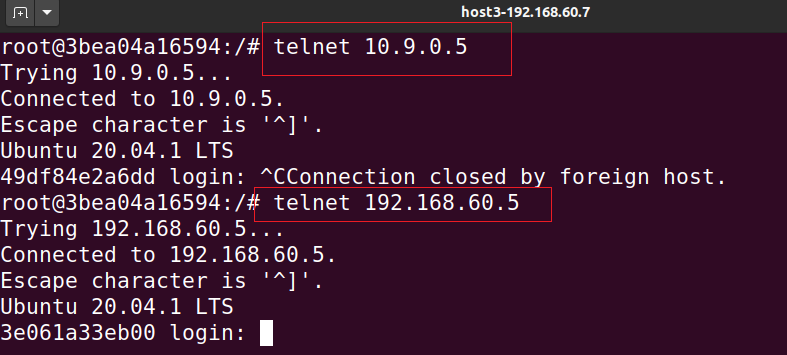 host3-192.168.60.7
root@3bea04a16594:/# telnet 10.9.0.5
Trying 10.9.0.5...
Connected to 10.9.0.5.
Escape character is '^]'.
Ubuntu 20.04.1 LTS
49df84e2a6dd login: ^CConnection closed by foreign host.
root@3bea04a16594:/# telnet 192.168.60.5
Trying 192.168.60.5...
Connected to 192.168.60.5.
Escape character is '^]'.
Ubuntu 20.04.1 LTS
3e061a33eb00 login: